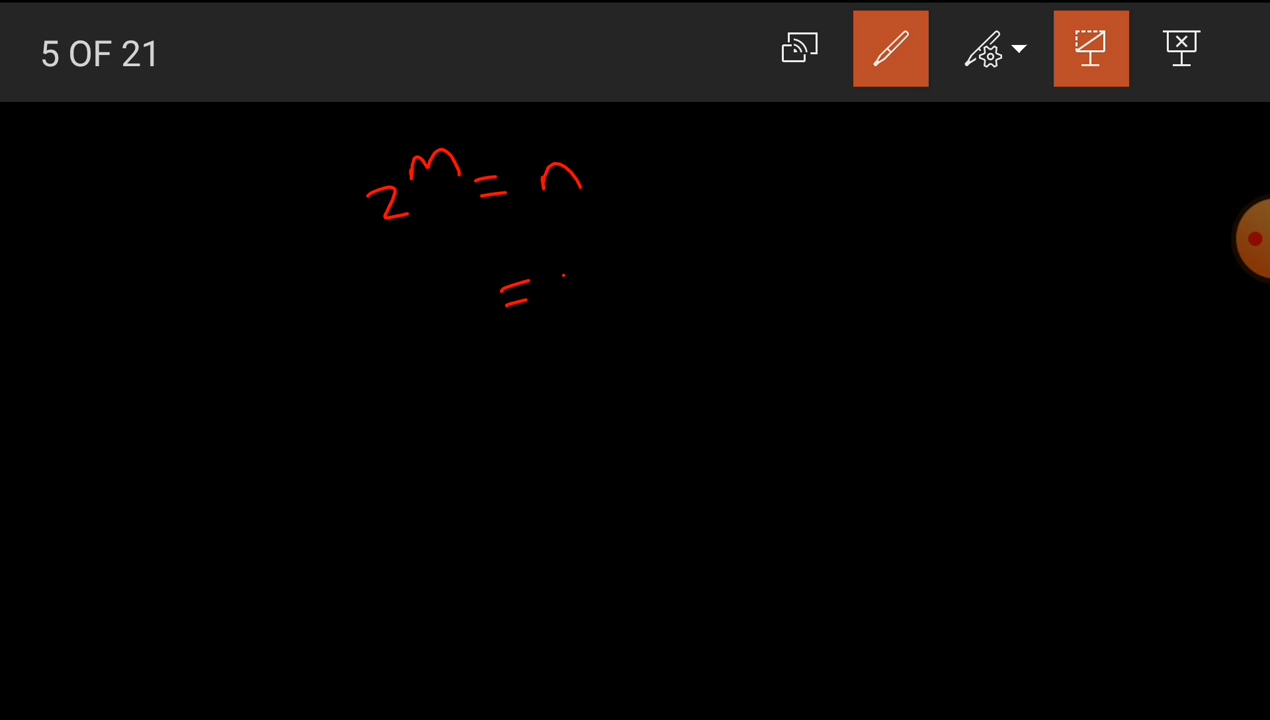 5 OF 21
2^m = n
=